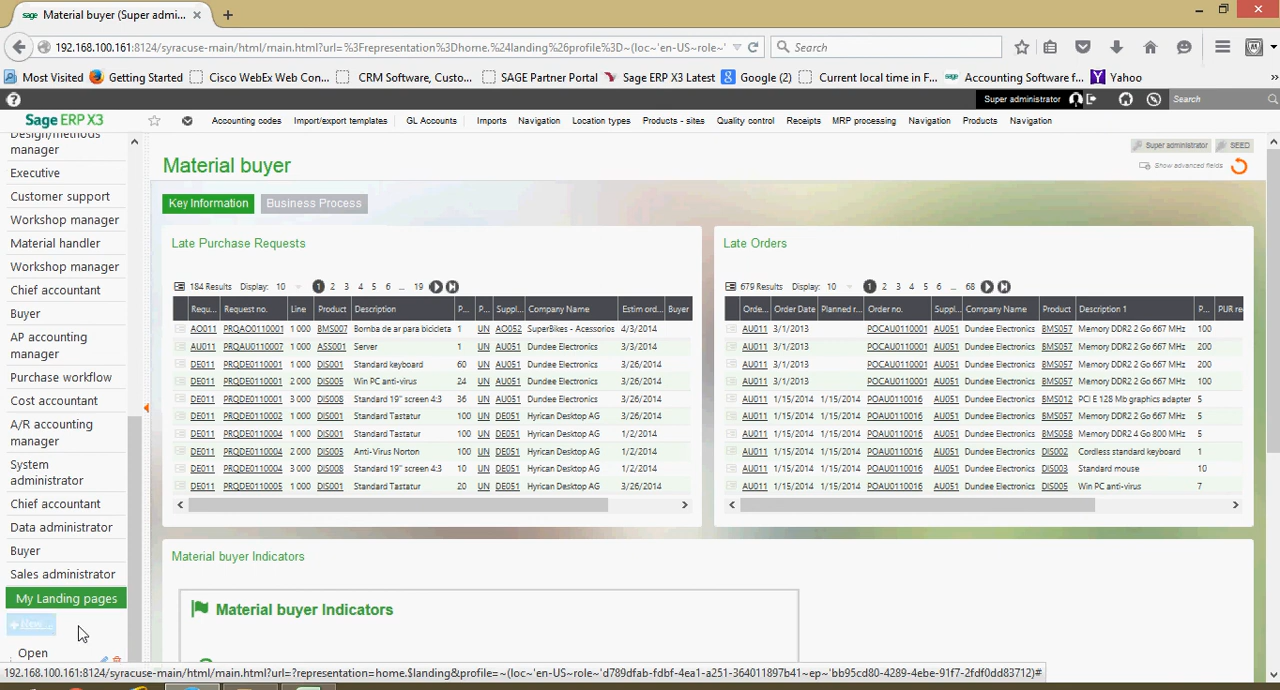 sage Material buyer (Super admi... × +
192.168.100.161:8124/syracuse-main/html/main.html?url=%3Frepresentation%3Dhome.%24landing%26profile%3D~(loc~'en-US~role~' Search
Most Visited Getting Started Cisco WebEx Web Con... CRM Software, Custo... SAGE Partner Portal Sage ERP X3 Latest Google (2) Current local time in F... sage Accounting Software f... Yahoo »
? Super administrator Search
Sage ERP X3 Accounting codes Import/export templates GL Accounts Imports Navigation Location types Products - sites Quality control Receipts MRP processing Navigation Products Navigation
Design/methods
manager
Executive
Customer support
Workshop manager
Material handler
Workshop manager
Chief accountant
Buyer
AP accounting
manager
Purchase workflow
Cost accountant
A/R accounting
manager
System
administrator
Chief accountant
Data administrator
Buyer
Sales administrator
My Landing pages
+ New ...
Open
Super administrator SEED
Show advanced fields
Material buyer
Key Information Business Process
Late Purchase Requests
184 Results Display: 10 1 2 3 4 5 6 ... 19
Requ... Request no. Line Product Description P... P... Suppl... Company Name Estim ord... Buyer
AO011 PRQAO0110001 1 000 BMS007 Bomba de ar para bicicleta 1 UN AO052 SuperBikes - Acessorios 4/3/2014
AU011 PRQAU0110007 1 000 ASS001 Server 1 UN AU051 Dundee Electronics 3/3/2014
DE011 PRQDE0110001 1 000 DIS001 Standard keyboard 60 UN AU051 Dundee Electronics 3/26/2014
DE011 PRQDE0110001 2 000 DIS005 Win PC anti-virus 24 UN AU051 Dundee Electronics 3/26/2014
DE011 PRQDE0110001 3 000 DIS008 Standard 19" screen 4:3 36 UN AU051 Dundee Electronics 3/26/2014
DE011 PRQDE0110002 1 000 DIS001 Standard Tastatur 100 UN DE051 Hyrican Desktop AG 3/26/2014
DE011 PRQDE0110004 1 000 DIS001 Standard Tastatur 100 UN DE051 Hyrican Desktop AG 1/2/2014
DE011 PRQDE0110004 2 000 DIS005 Anti-Virus Norton 100 UN DE051 Hyrican Desktop AG 1/2/2014
DE011 PRQDE0110004 3 000 DIS008 Standard 19" screen 4:3 10 UN DE051 Hyrican Desktop AG 1/2/2014
DE011 PRQDE0110005 1 000 DIS001 Standard Tastatur 20 UN DE051 Hyrican Desktop AG 3/26/2014
Late Orders
679 Results Display: 10 1 2 3 4 5 6 ... 68
Orde... Order Date Planned r... Order no. Suppl... Company Name Product Description 1 P... PUR re
AU011 3/1/2013 POCAU0110001 AU051 Dundee Electronics BMS057 Memory DDR2 2 Go 667 MHz 100
AU011 3/1/2013 POCAU0110001 AU051 Dundee Electronics BMS057 Memory DDR2 2 Go 667 MHz 200
AU011 3/1/2013 POCAU0110001 AU051 Dundee Electronics BMS057 Memory DDR2 2 Go 667 MHz 200
AU011 3/1/2013 POCAU0110001 AU051 Dundee Electronics BMS057 Memory DDR2 2 Go 667 MHz 100
AU011 1/15/2014 1/15/2014 POAU0110016 AU051 Dundee Electronics BMS012 PCI E 128 Mb graphics adapter 5
AU011 1/15/2014 1/15/2014 POAU0110016 AU051 Dundee Electronics BMS057 Memory DDR2 2 Go 667 MHz 5
AU011 1/15/2014 1/15/2014 POAU0110016 AU051 Dundee Electronics BMS058 Memory DDR2 4 Go 800 MHz 5
AU011 1/15/2014 1/15/2014 POAU0110016 AU051 Dundee Electronics DIS002 Cordless standard keyboard 1
AU011 1/15/2014 1/15/2014 POAU0110016 AU051 Dundee Electronics DIS003 Standard mouse 10
AU011 1/15/2014 1/15/2014 POAU0110016 AU051 Dundee Electronics DIS005 Win PC anti-virus 7
Material buyer Indicators
Material buyer Indicators
192.168.100.161:8124/syracuse-main/html/main.html?url=?representation=home.$landing&profile=~(loc~'en-US~role~'d789dfab-fdbf-4ea1-a251-364011897b41~ep~'bb95cd80-4289-4ebe-91f7-2fdf0dd83712)#